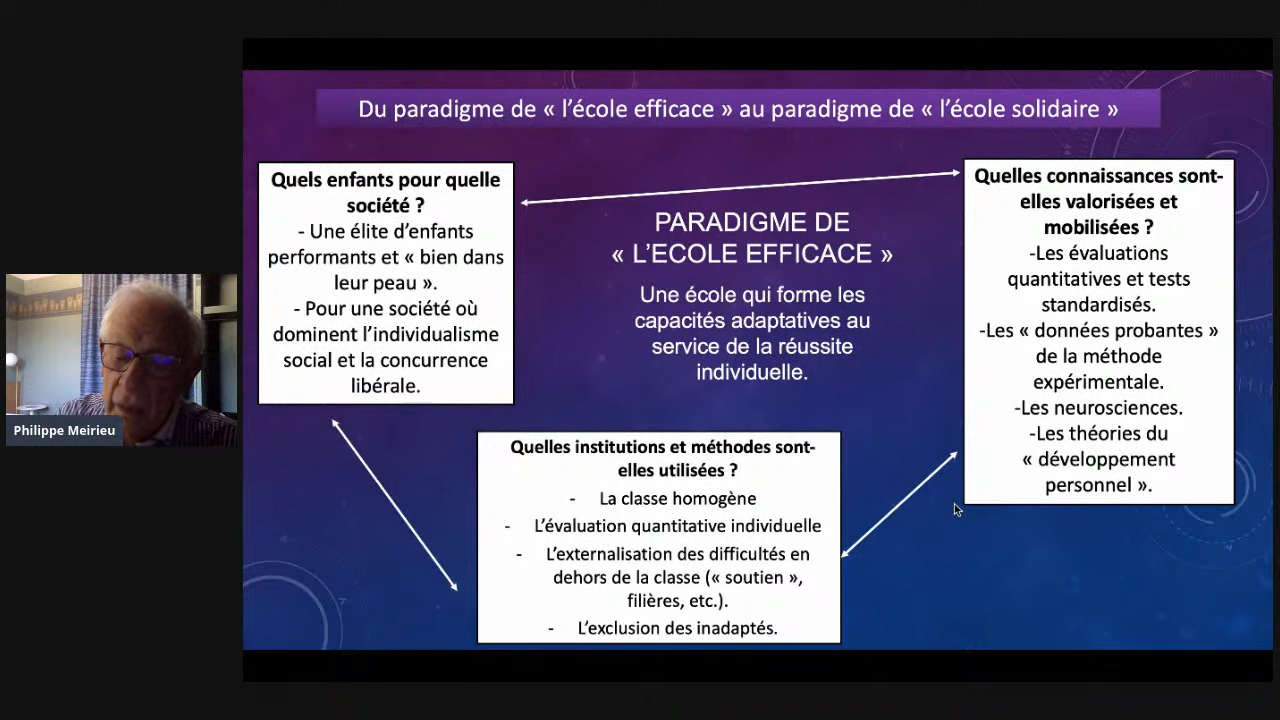 Du paradigme de « l'école efficace » au paradigme de « l'école solidaire »
Quels enfants pour quelle
société ?
- Une élite d'enfants
performants et « bien dans
leur peau ».
- Pour une société où
dominent l'individualisme
social et la concurrence
libérale.
PARADIGME DE
« L'ECOLE EFFICACE »
Une école qui forme les
capacités adaptatives au
service de la réussite
individuelle.
Quelles connaissances sont-
elles valorisées et
mobilisées ?
-Les évaluations
quantitatives et tests
standardisés.
-Les « données probantes »
de la méthode
expérimentale.
-Les neurosciences.
-Les théories du
« développement
personnel ».
Quelles institutions et méthodes sont-
elles utilisées ?
- La classe homogène
- L'évaluation quantitative individuelle
- L'externalisation des difficultés en
dehors de la classe (« soutien »,
filières, etc.).
- L'exclusion des inadaptés.
Philippe Meirieu